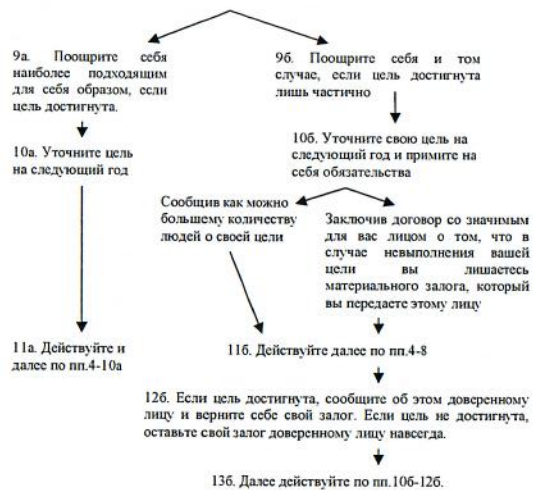 9а. Поощрите себя
наиболее подходящим
для себя образом, если
цель достигнута.
9б. Поощрите себя и том
случае, если цель достигнута
лишь частично
10а. Уточните цель
на следующий год
10б. Уточните свою цель на
следующий год и примите на
себя обязательства
Сообщив как можно
большему количеству
людей о своей цели
Заключив договор со значимым
для вас лицом о том, что в
случае невыполнения вашей
цели вы лишаетесь
материального залога, который
вы передаете этому лицу
11а. Действуйте и
далее по пп.4-10а
11б. Действуйте далее по пп.4-8
12б. Если цель достигнута, сообщите об этом доверенному
лицу и верните себе свой залог. Если цель не достигнута,
оставьте свой залог доверенному лицу навсегда.
13б. Далее действуйте по пп.10б-12б.